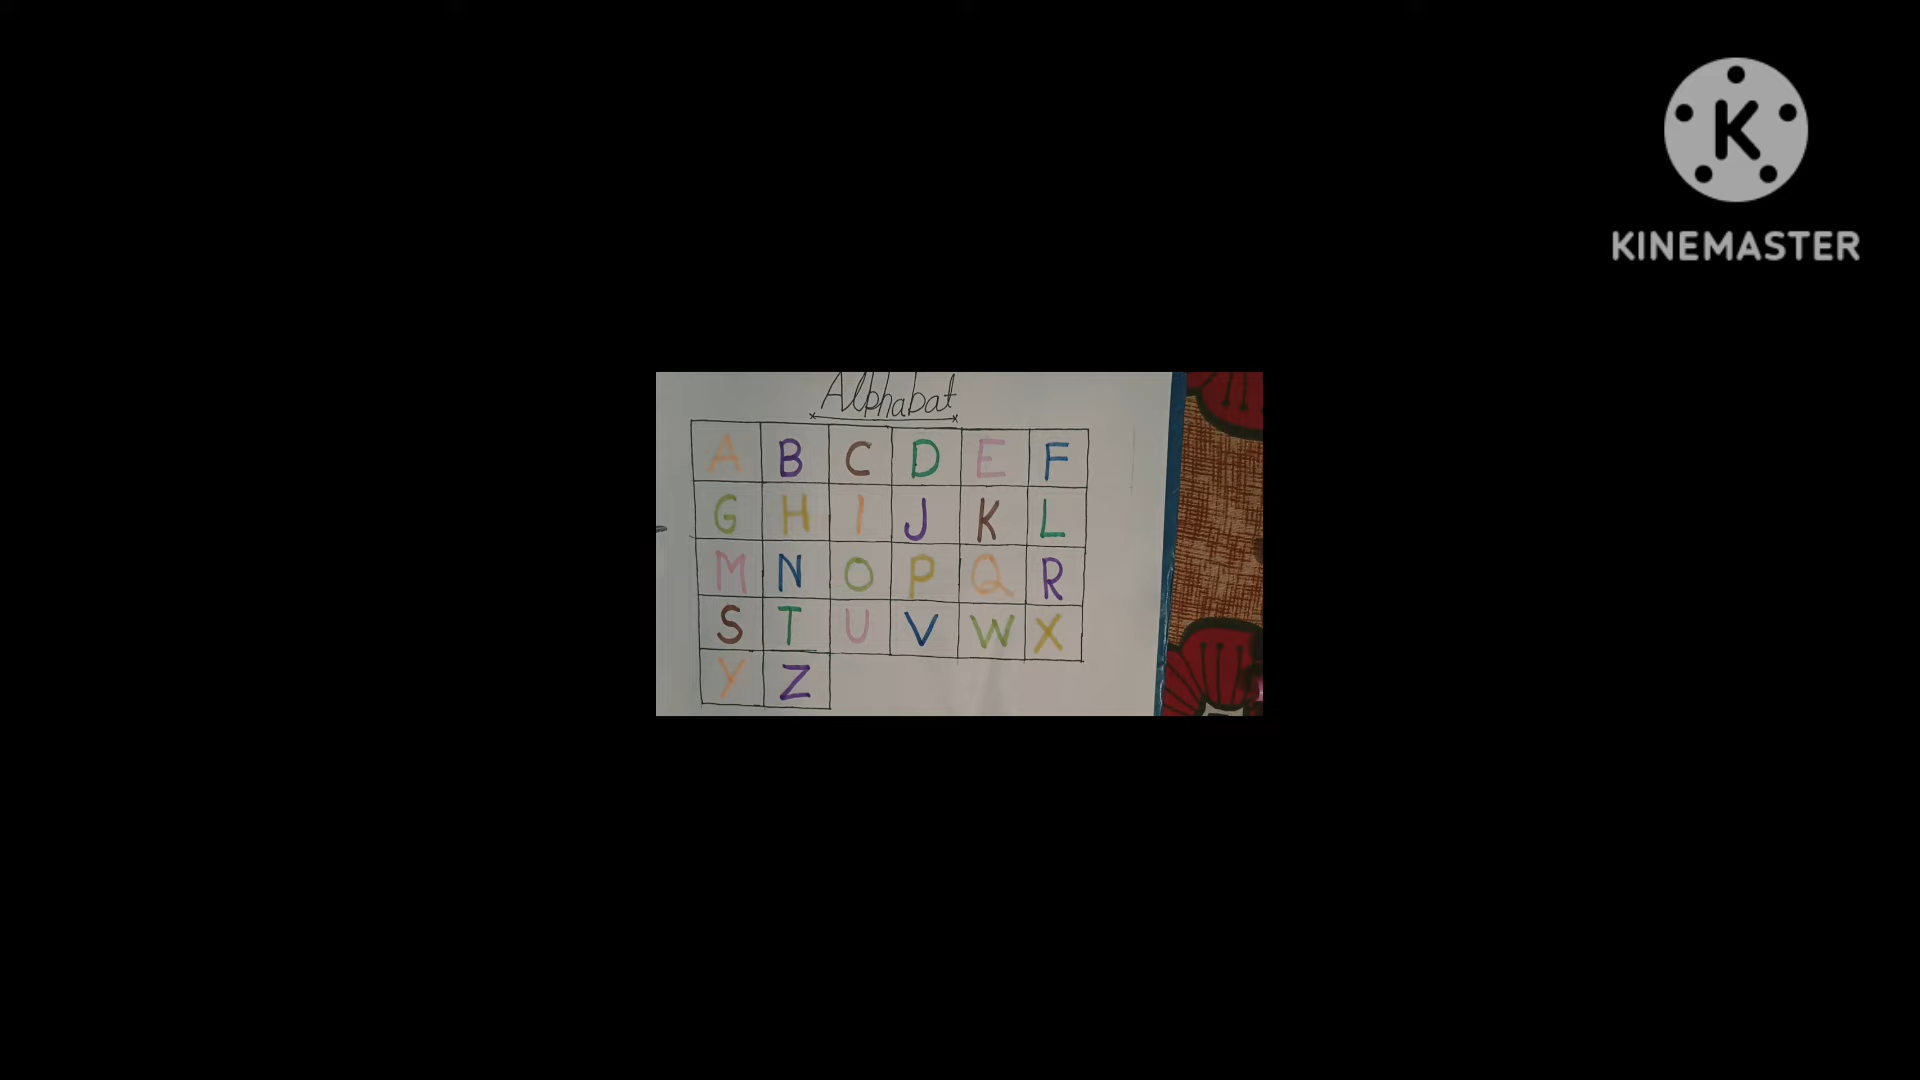 K
KINEMASTER
Alphabat
A B C D E F
G H I J K L
M N O P Q R
S T U V W X
Y Z